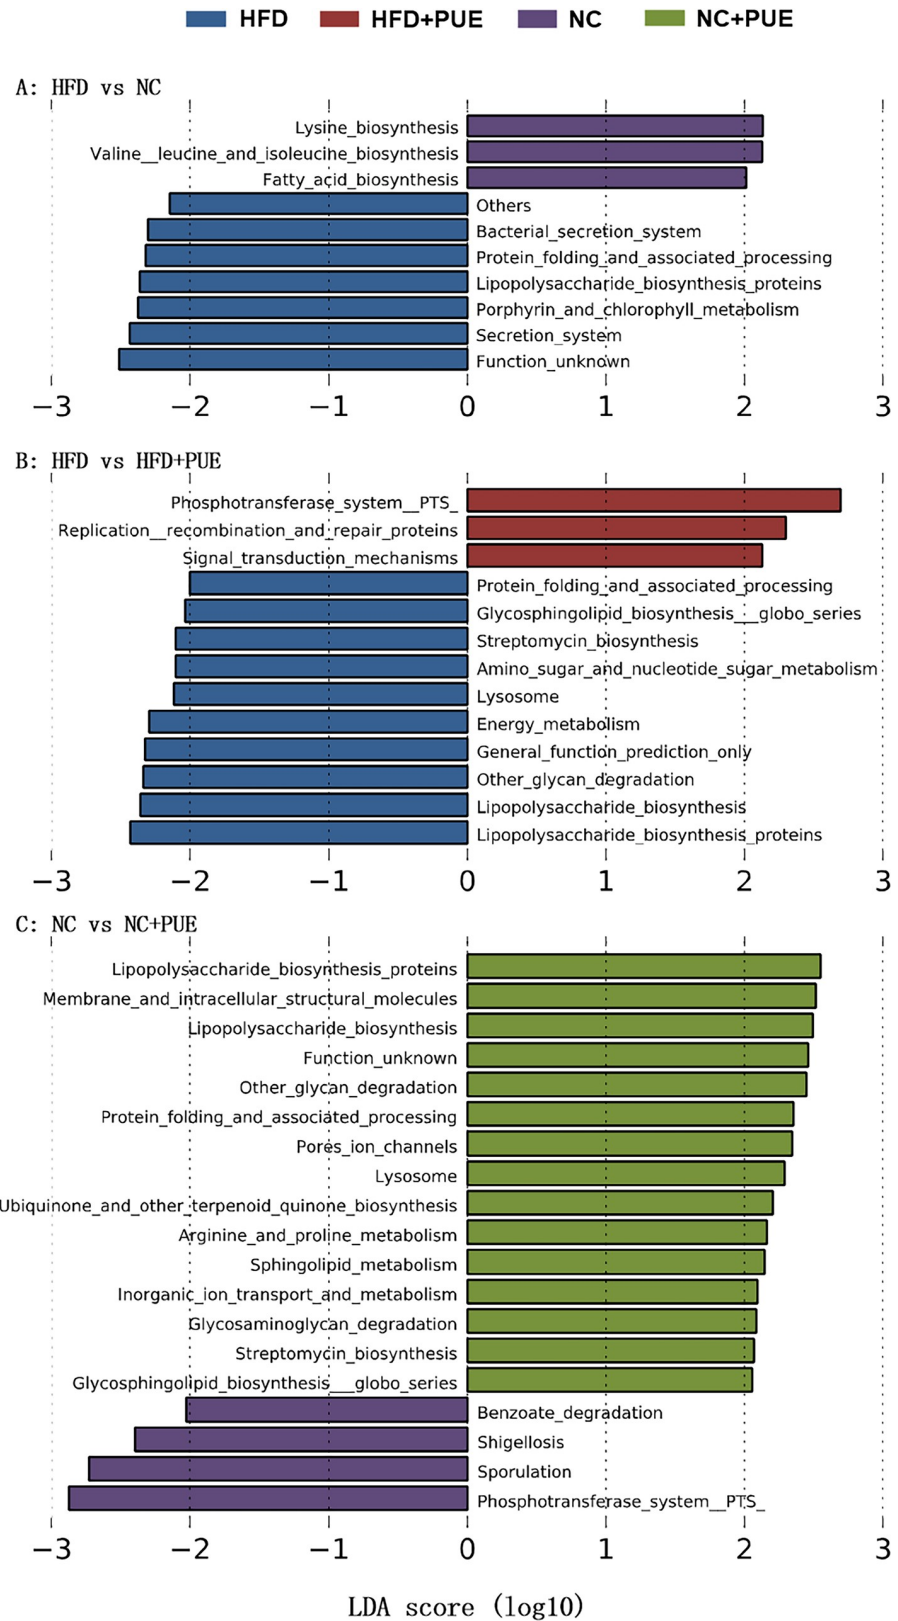 HFD HFD+PUE NC NC+PUE
A: HFD vs NC
Lysine_biosynthesis
Valine__leucine_and_isoleucine_biosynthesis
Fatty_acid_biosynthesis
Others
Bacterial_secretion_system
Protein_folding_and_associated_processing
Lipopolysaccharide_biosynthesis_proteins
Porphyrin_and_chlorophyll_metabolism
Secretion_system
Function_unknown
−3 −2 −1 0 1 2 3
B: HFD vs HFD+PUE
Phosphotransferase_system__PTS_
Replication__recombination_and_repair_proteins
Signal_transduction_mechanisms
Protein_folding_and_associated_processing
Glycosphingolipid_biosynthesis___globo_series
Streptomycin_biosynthesis
Amino_sugar_and_nucleotide_sugar_metabolism
Lysosome
Energy_metabolism
General_function_prediction_only
Other_glycan_degradation
Lipopolysaccharide_biosynthesis
Lipopolysaccharide_biosynthesis_proteins
−3 −2 −1 0 1 2 3
C: NC vs NC+PUE
Lipopolysaccharide_biosynthesis_proteins
Membrane_and_intracellular_structural_molecules
Lipopolysaccharide_biosynthesis
Function_unknown
Other_glycan_degradation
Protein_folding_and_associated_processing
Pores_ion_channels
Lysosome
Ubiquinone_and_other_terpenoid_quinone_biosynthesis
Arginine_and_proline_metabolism
Sphingolipid_metabolism
Inorganic_ion_transport_and_metabolism
Glycosaminoglycan_degradation
Streptomycin_biosynthesis
Glycosphingolipid_biosynthesis___globo_series
Benzoate_degradation
Shigellosis
Sporulation
Phosphotransferase_system__PTS_
−3 −2 −1 0 1 2 3
LDA score (log10)